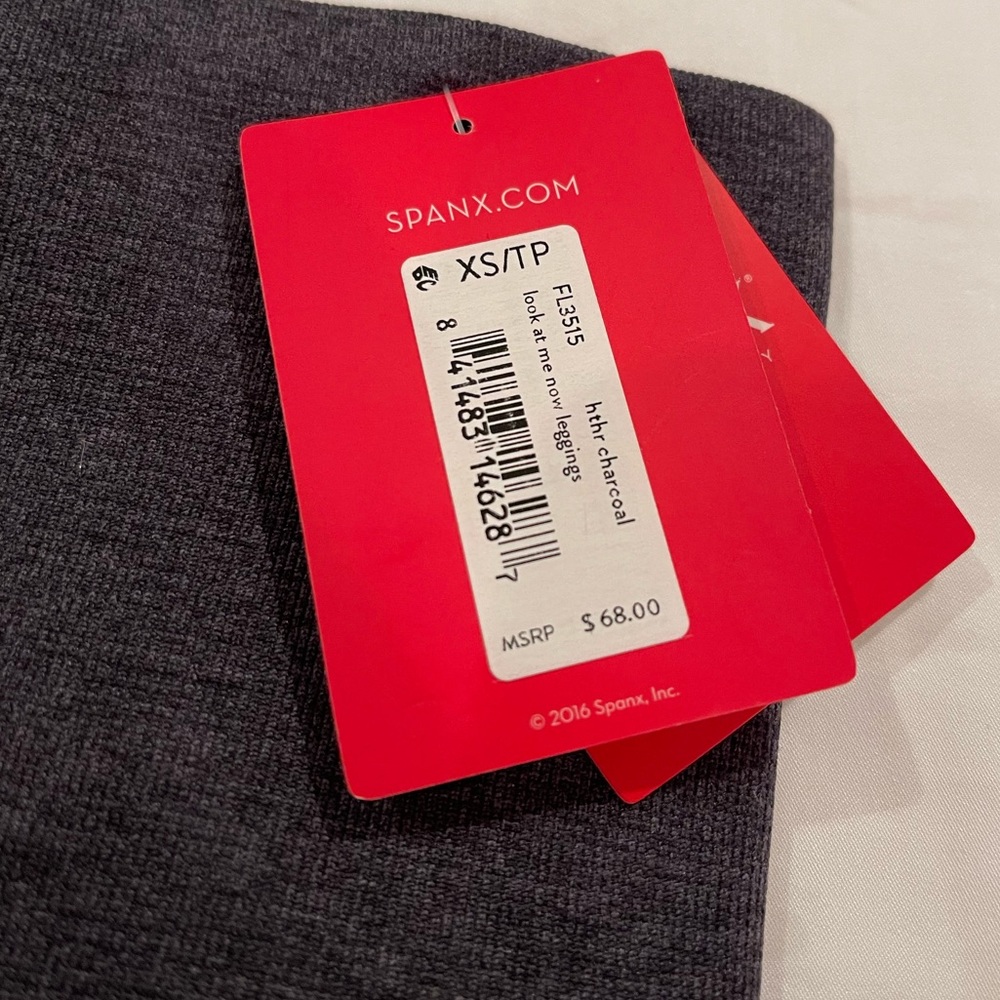 SPANX.COM
XS/TP
FL3515
look at me now leggings
hthr charcoal
8 41483 14628 7
MSRP $68.00
© 2016 Spanx, Inc.